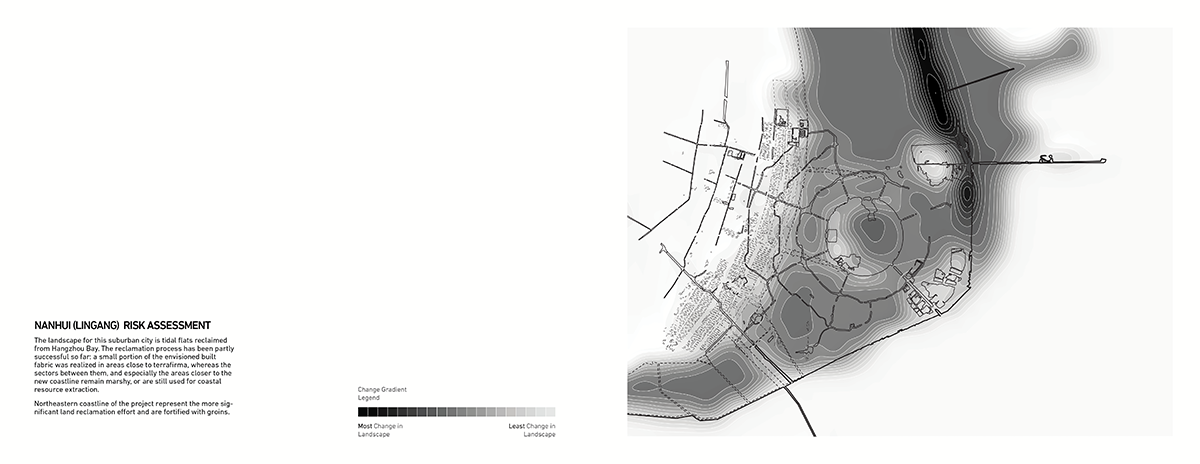 NANHUI (LINGANG) RISK ASSESSMENT
The landscape for this suburban city is tidal flats reclaimed
from Hangzhou Bay. The reclamation process has been partly
successful so far: a small portion of the envisioned built
fabric was realized in areas close to terrafirma, whereas the
sectors between them, and especially the areas closer to the
new coastline remain marshy, or are still used for coastal
resource extraction.
Northeastern coastline of the project represent the more sig-
nificant land reclamation effort and are fortified with groins.
Change Gradient
Legend
Most Change in
Landscape
Least Change in
Landscape